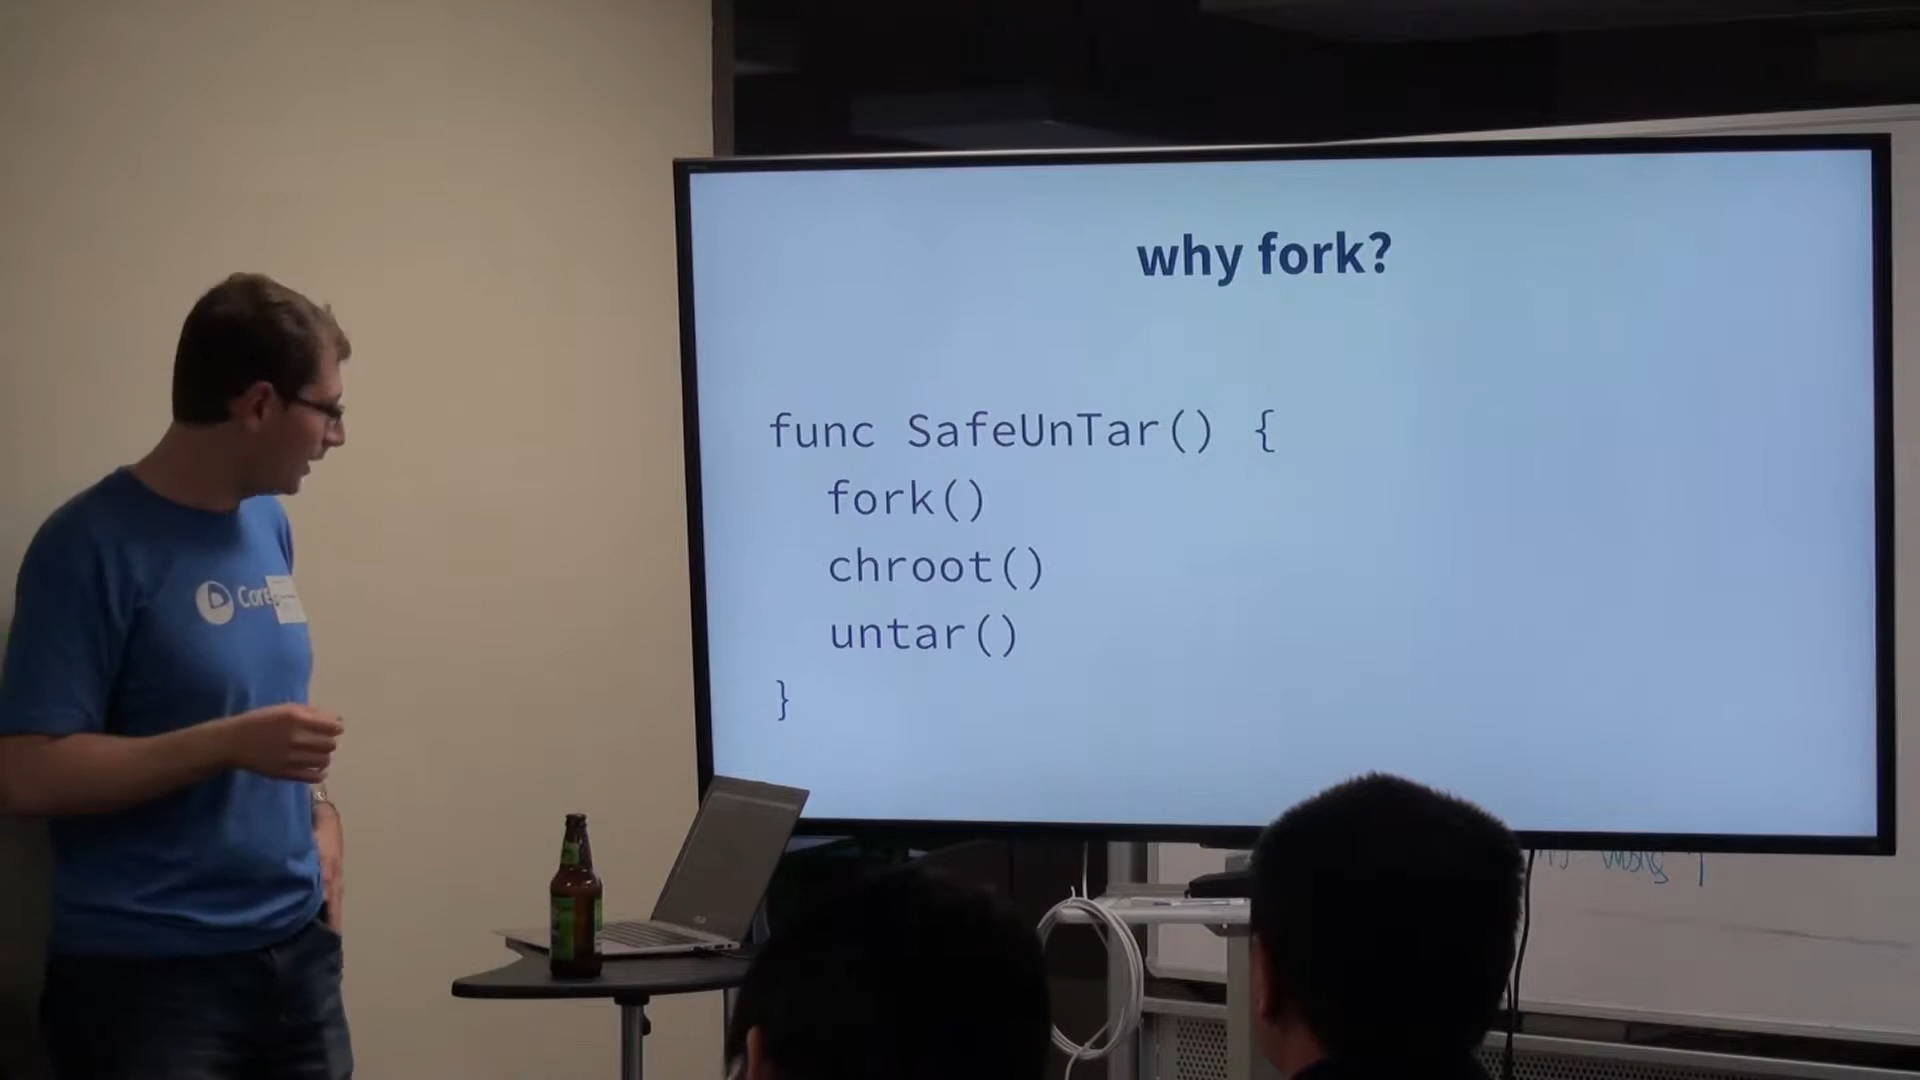 why fork?
func SafeUnTar() {
fork()
chroot()
untar()
}
Core